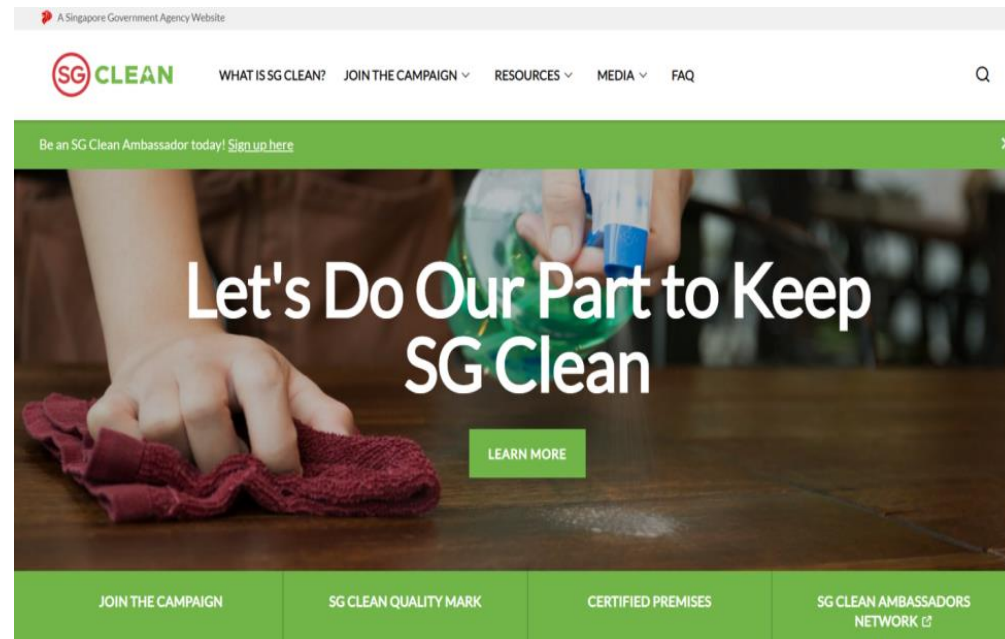 A Singapore Government Agency Website
SG CLEAN
WHAT IS SG CLEAN? JOIN THE CAMPAIGN RESOURCES MEDIA FAQ
Be an SG Clean Ambassador today! Sign up here
Let's Do Our Part to Keep
SG Clean
LEARN MORE
JOIN THE CAMPAIGN SG CLEAN QUALITY MARK CERTIFIED PREMISES SG CLEAN AMBASSADORS
NETWORK